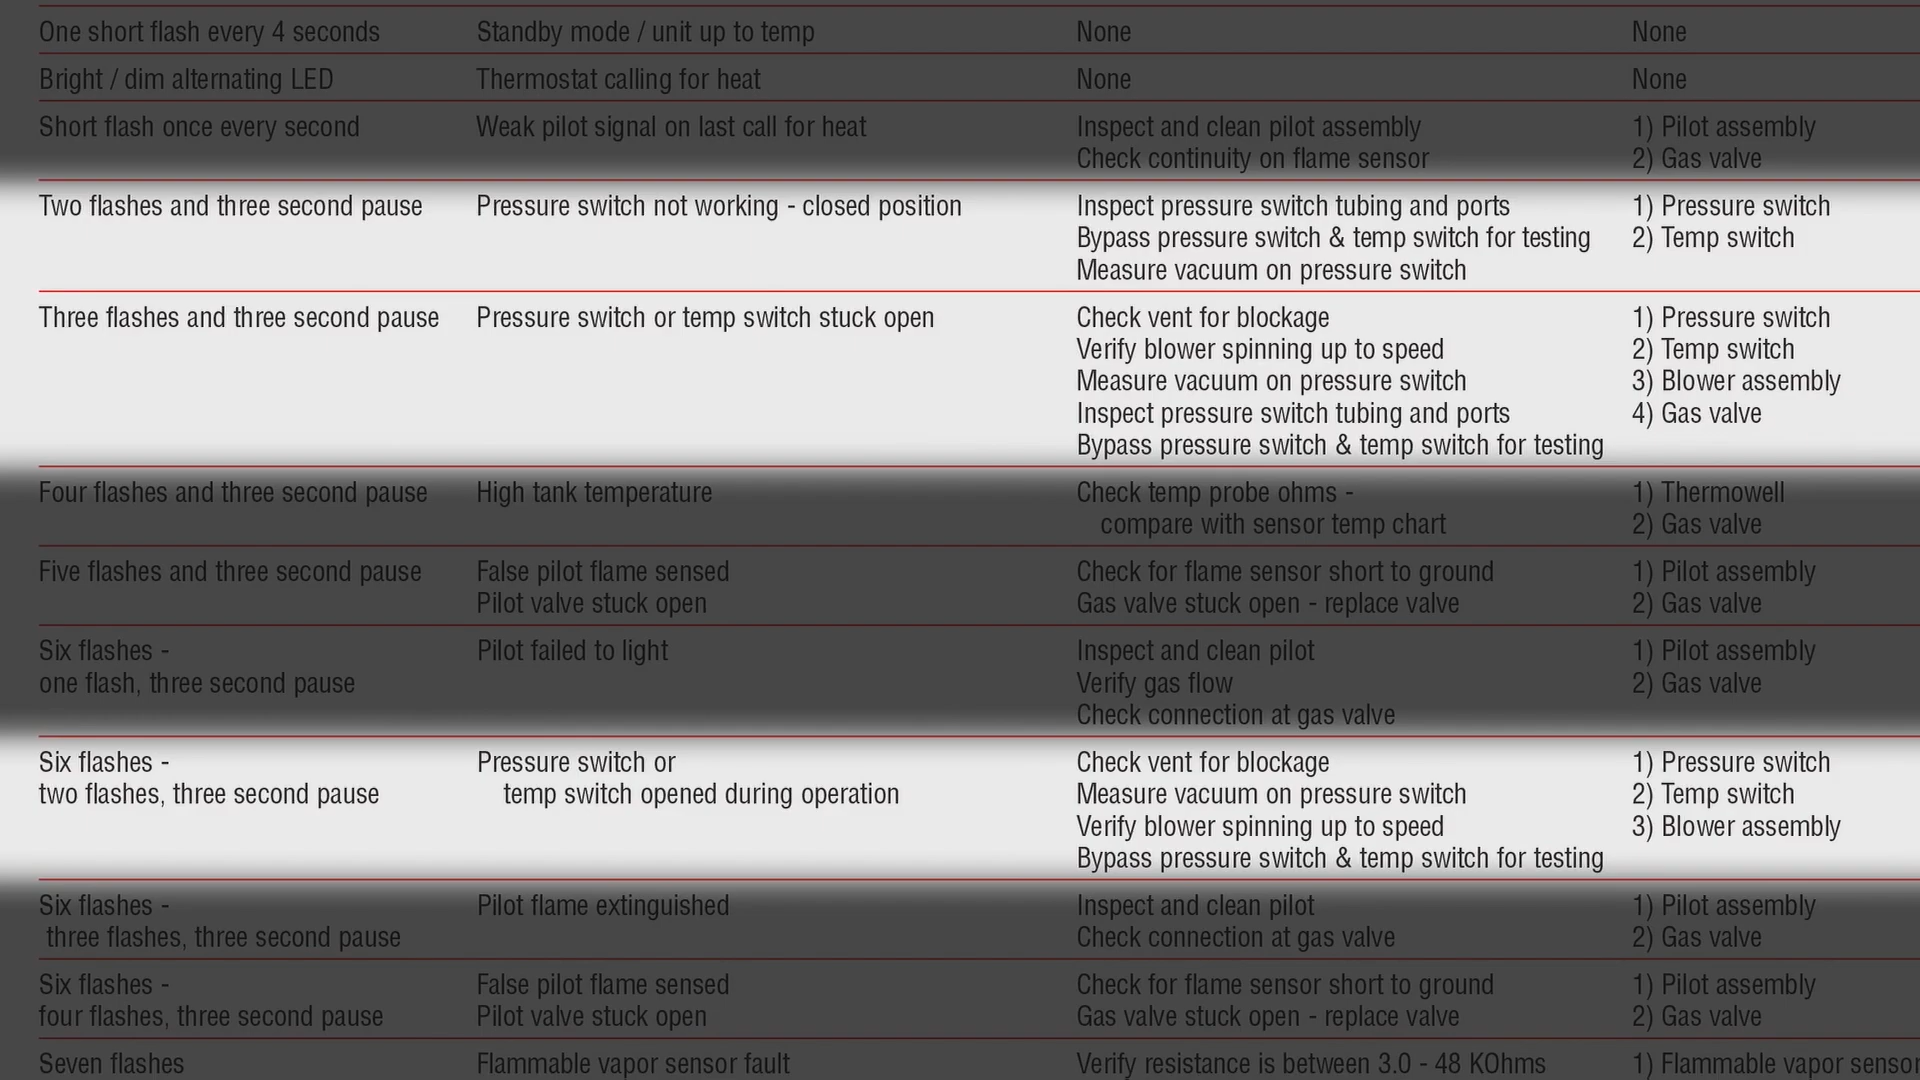 One short flash every 4 seconds Standby mode / unit up to temp None None
Bright / dim alternating LED Thermostat calling for heat None None
Short flash once every second Weak pilot signal on last call for heat Inspect and clean pilot assembly 1) Pilot assembly
Check continuity on flame sensor 2) Gas valve
Two flashes and three second pause Pressure switch not working - closed position Inspect pressure switch tubing and ports 1) Pressure switch
Bypass pressure switch & temp switch for testing 2) Temp switch
Measure vacuum on pressure switch
Three flashes and three second pause Pressure switch or temp switch stuck open Check vent for blockage 1) Pressure switch
Verify blower spinning up to speed 2) Temp switch
Measure vacuum on pressure switch 3) Blower assembly
Inspect pressure switch tubing and ports 4) Gas valve
Bypass pressure switch & temp switch for testing
Four flashes and three second pause High tank temperature Check temp probe ohms - 1) Thermowell
compare with sensor temp chart 2) Gas valve
Five flashes and three second pause False pilot flame sensed Check for flame sensor short to ground 1) Pilot assembly
Pilot valve stuck open Gas valve stuck open - replace valve 2) Gas valve
Six flashes - Pilot failed to light Inspect and clean pilot 1) Pilot assembly
one flash, three second pause Verify gas flow 2) Gas valve
Check connection at gas valve
Six flashes - Pressure switch or Check vent for blockage 1) Pressure switch
two flashes, three second pause temp switch opened during operation Measure vacuum on pressure switch 2) Temp switch
Verify blower spinning up to speed 3) Blower assembly
Bypass pressure switch & temp switch for testing
Six flashes - Pilot flame extinguished Inspect and clean pilot 1) Pilot assembly
three flashes, three second pause Check connection at gas valve 2) Gas valve
Six flashes - False pilot flame sensed Check for flame sensor short to ground 1) Pilot assembly
four flashes, three second pause Pilot valve stuck open Gas valve stuck open - replace valve 2) Gas valve
Seven flashes Flammable vapor sensor fault Verify resistance is between 3.0 - 48 KOhms 1) Flammable vapor sensor